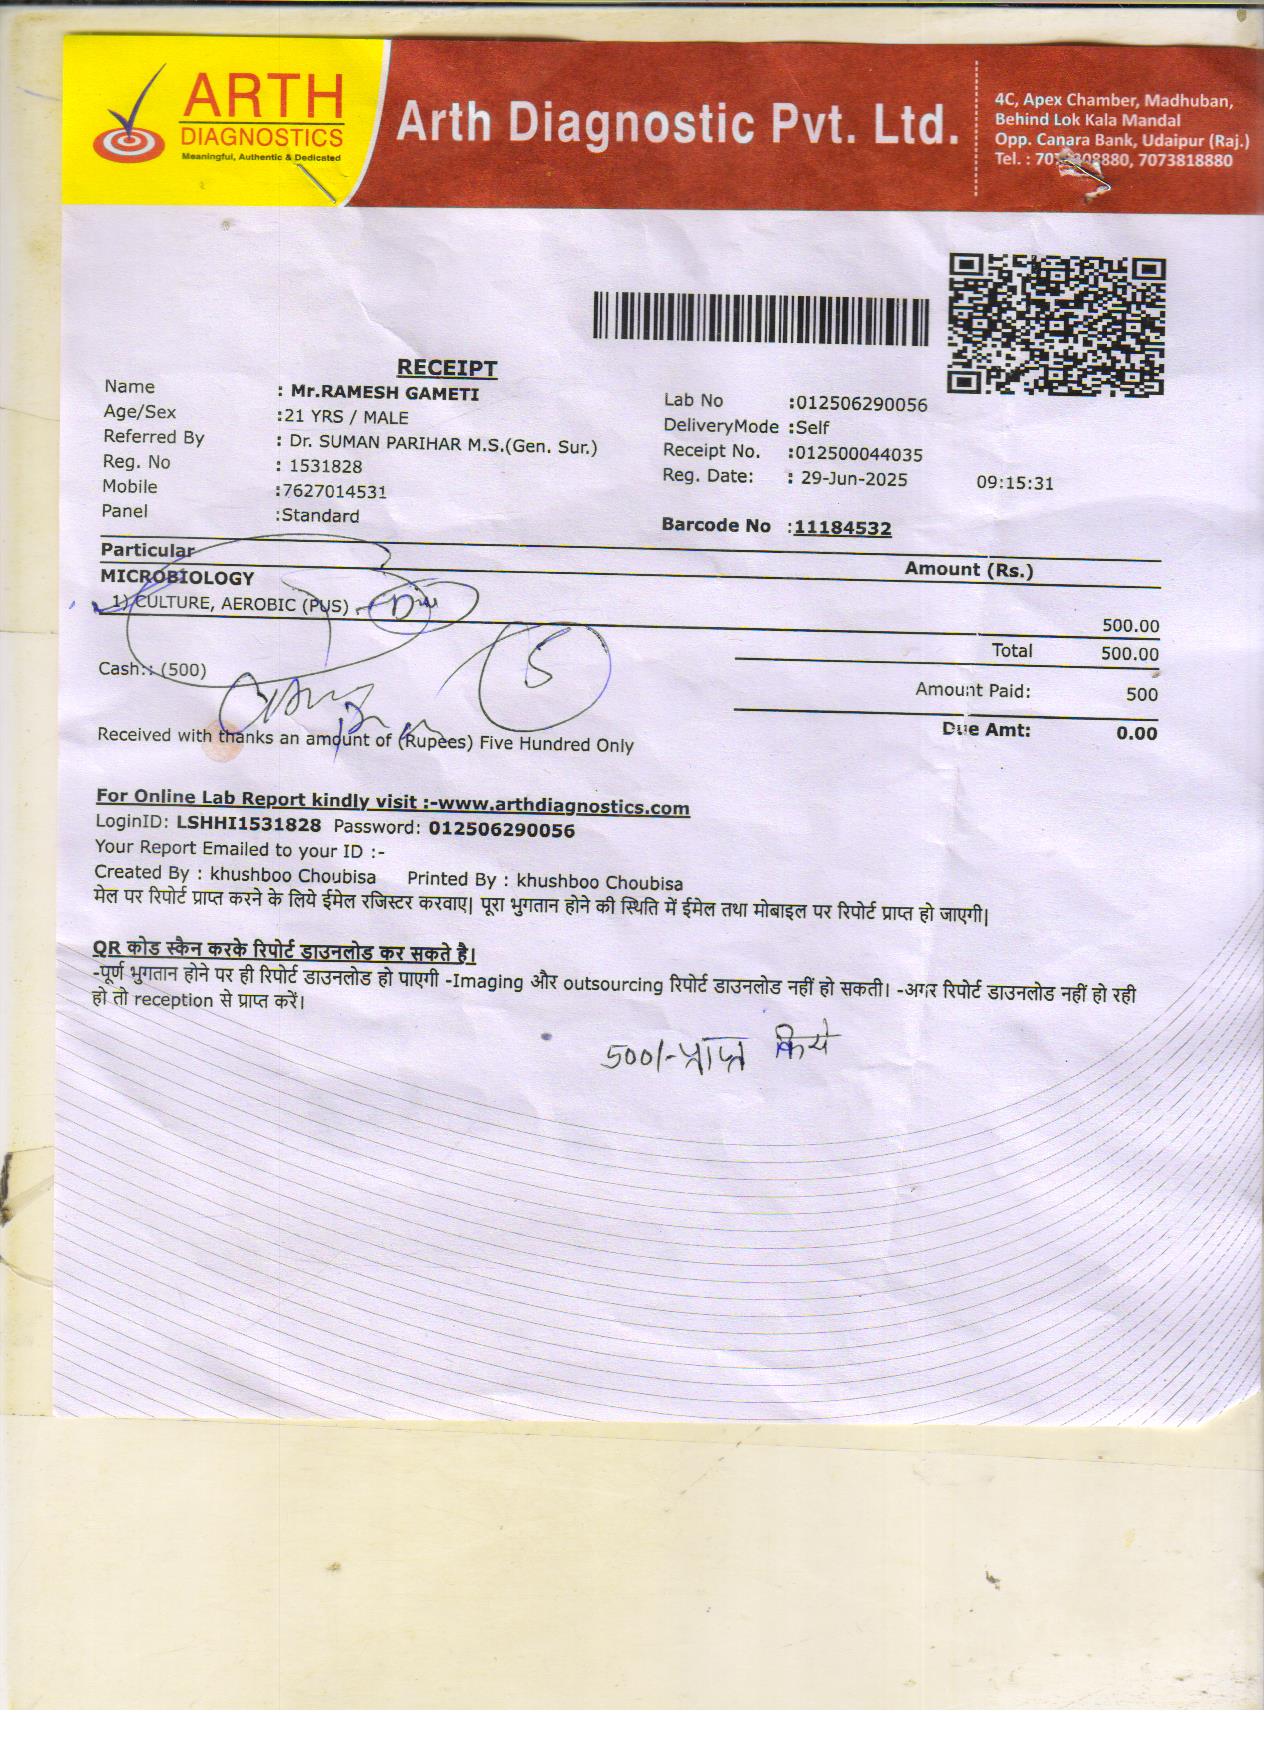 ARTH
DIAGNOSTICS
Meaningful, Authentic & Dedicated
Arth Diagnostic Pvt. Ltd.
4C, Apex Chamber, Madhuban,
Behind Lok Kala Mandal
Opp. Canara Bank, Udaipur (Raj.)
Tel. : 8880, 7073818880
RECEIPT
Name : Mr.RAMESH GAMETI
Age/Sex :21 YRS / MALE
Referred By : Dr. SUMAN PARIHAR M.S.(Gen. Sur.)
Reg. No : 1531828
Mobile :7627014531
Panel :Standard
Lab No :012506290056
DeliveryMode :Self
Receipt No. :012500044035
Reg. Date: : 29-Jun-2025 09:15:31
Barcode No :11184532
Particular Amount (Rs.)
MICROBIOLOGY
1) CULTURE, AEROBIC (PUS) 500.00
Total 500.00
Cash:: (500)
Amount Paid: 500
Due Amt: 0.00
5
Received with thanks an amount of (Rupees) Five Hundred Only
For Online Lab Report kindly visit :-www.arthdiagnostics.com
LoginID: LSHHI1531828 Password: 012506290056
Your Report Emailed to your ID :-
Created By : khushboo Choubisa Printed By : khushboo Choubisa
मेल पर रिपोर्ट प्राप्त करने के लिये ईमेल रजिस्टर करवाए| पूरा भुगतान होने की स्थिति में ईमेल तथा मोबाइल पर रिपोर्ट प्राप्त हो जाएगी|
QR कोड स्कैन करके रिपोर्ट डाउनलोड कर सकते है।
-पूर्ण भुगतान होने पर ही रिपोर्ट डाउनलोड हो पाएगी -Imaging और outsourcing रिपोर्ट डाउनलोड नहीं हो सकती। -अगर रिपोर्ट डाउनलोड नहीं हो रही
हो तो reception से प्राप्त करें।
500/- प्राप्त किये